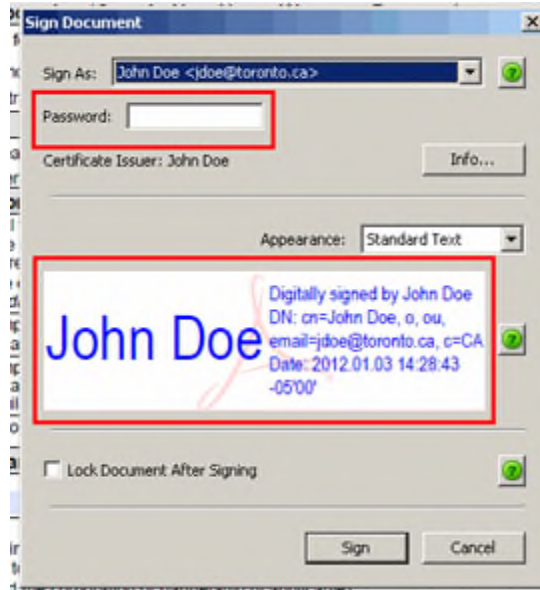 Sign Document
Sign As: John Doe <jdoe@toronto.ca>
Password:
Certificate Issuer: John Doe
Info...
Appearance: Standard Text
John Doe
Digitally signed by John Doe
DN: cn=John Doe, o, ou,
email=jdoe@toronto.ca, c=CA
Date: 2012.01.03 14:28:43
-05'00'
Lock Document After Signing
Sign
Cancel